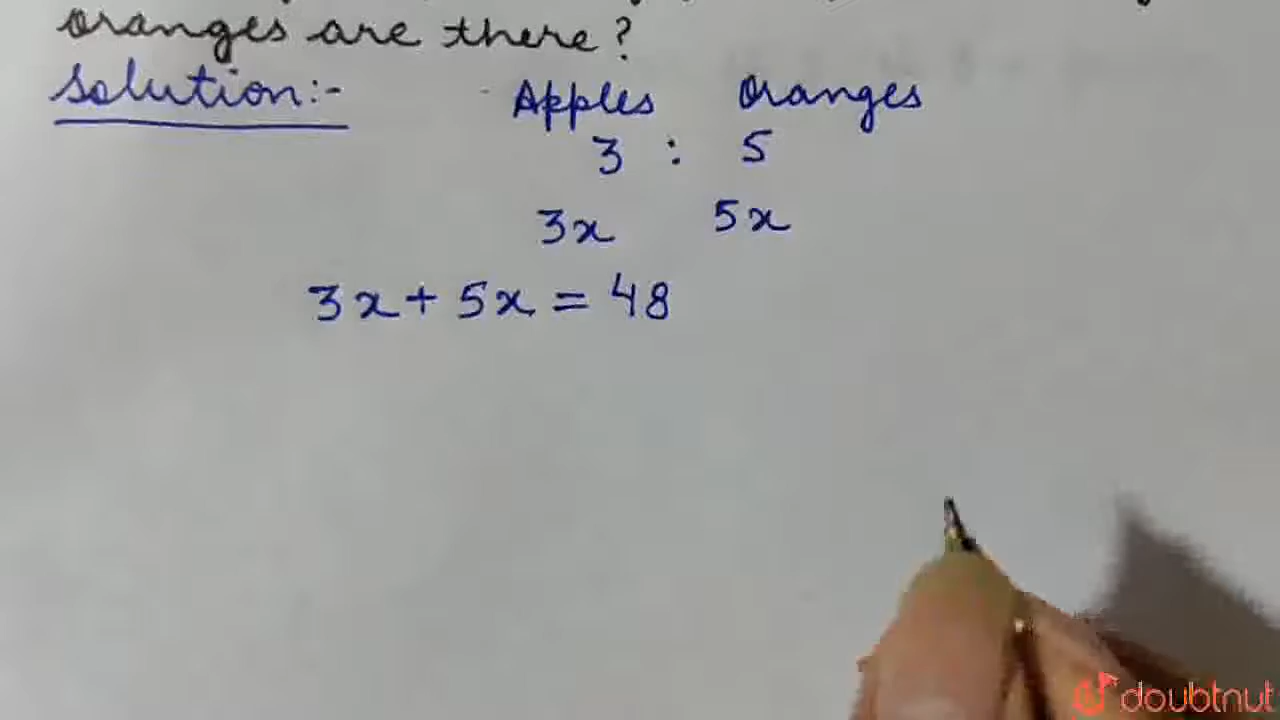 oranges are there?
Solution:-
Apples Oranges
3 : 5
3x 5x
3x + 5x = 48
doubtnut